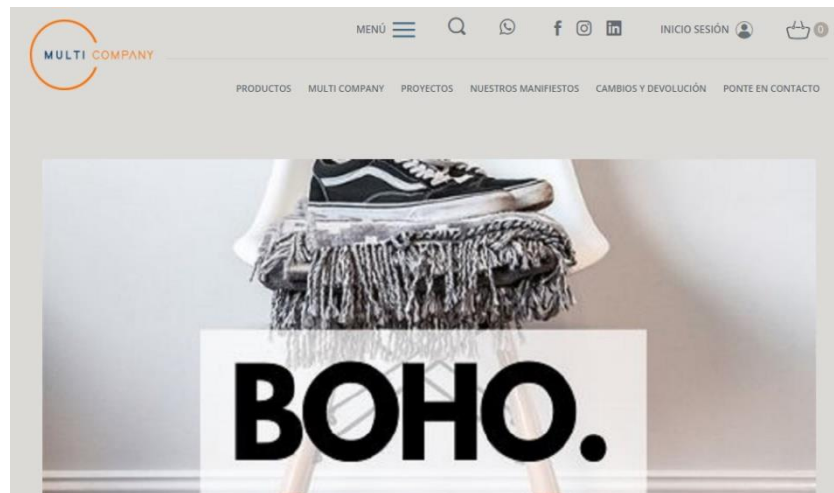 MENÚ
INICIO SESIÓN
0
MULTI COMPANY
PRODUCTOS MULTI COMPANY PROYECTOS NUESTROS MANIFIESTOS CAMBIOS Y DEVOLUCIÓN PONTE EN CONTACTO
BOHO.